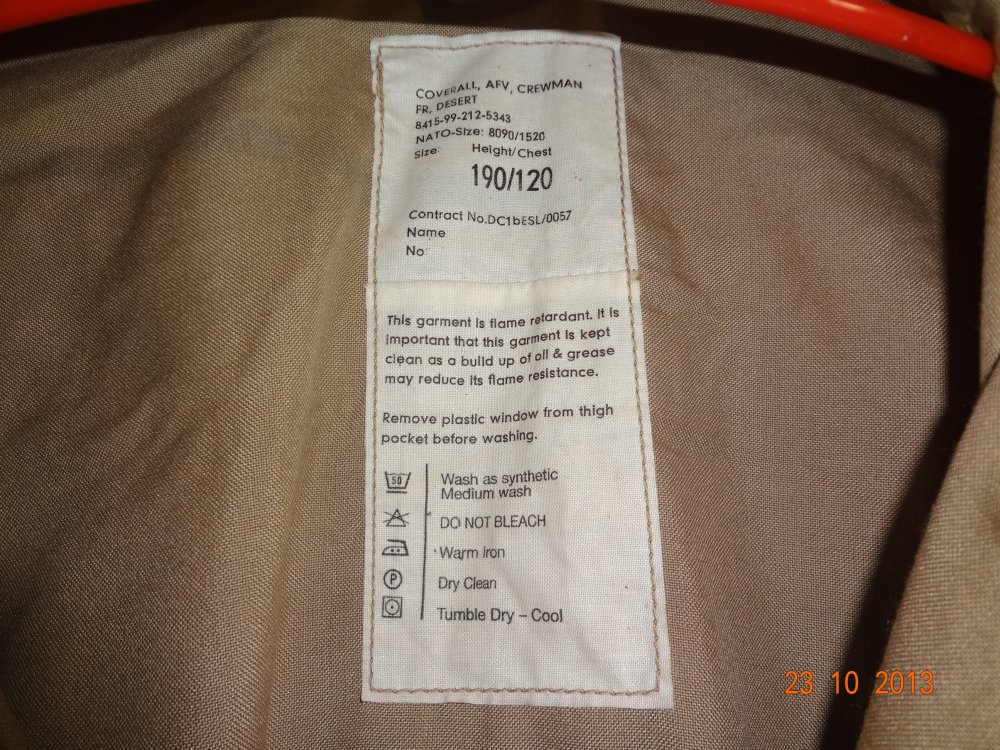 COVERALL, AFV, CREWMAN
FR, DESERT
8415-99-212-5343
NATO-Size: 8090/1520
Size: Height/Chest
190/120
Contract No.DC1bESL/0057
Name
No
This garment is flame retardant. It is
important that this garment is kept
clean as a build up of oil & grease
may reduce its flame resistance.
Remove plastic window from thigh
pocket before washing.
50
Wash as synthetic
Medium wash
DO NOT BLEACH
Warm iron
P
Dry Clean
Tumble Dry – Cool
23 10 2013